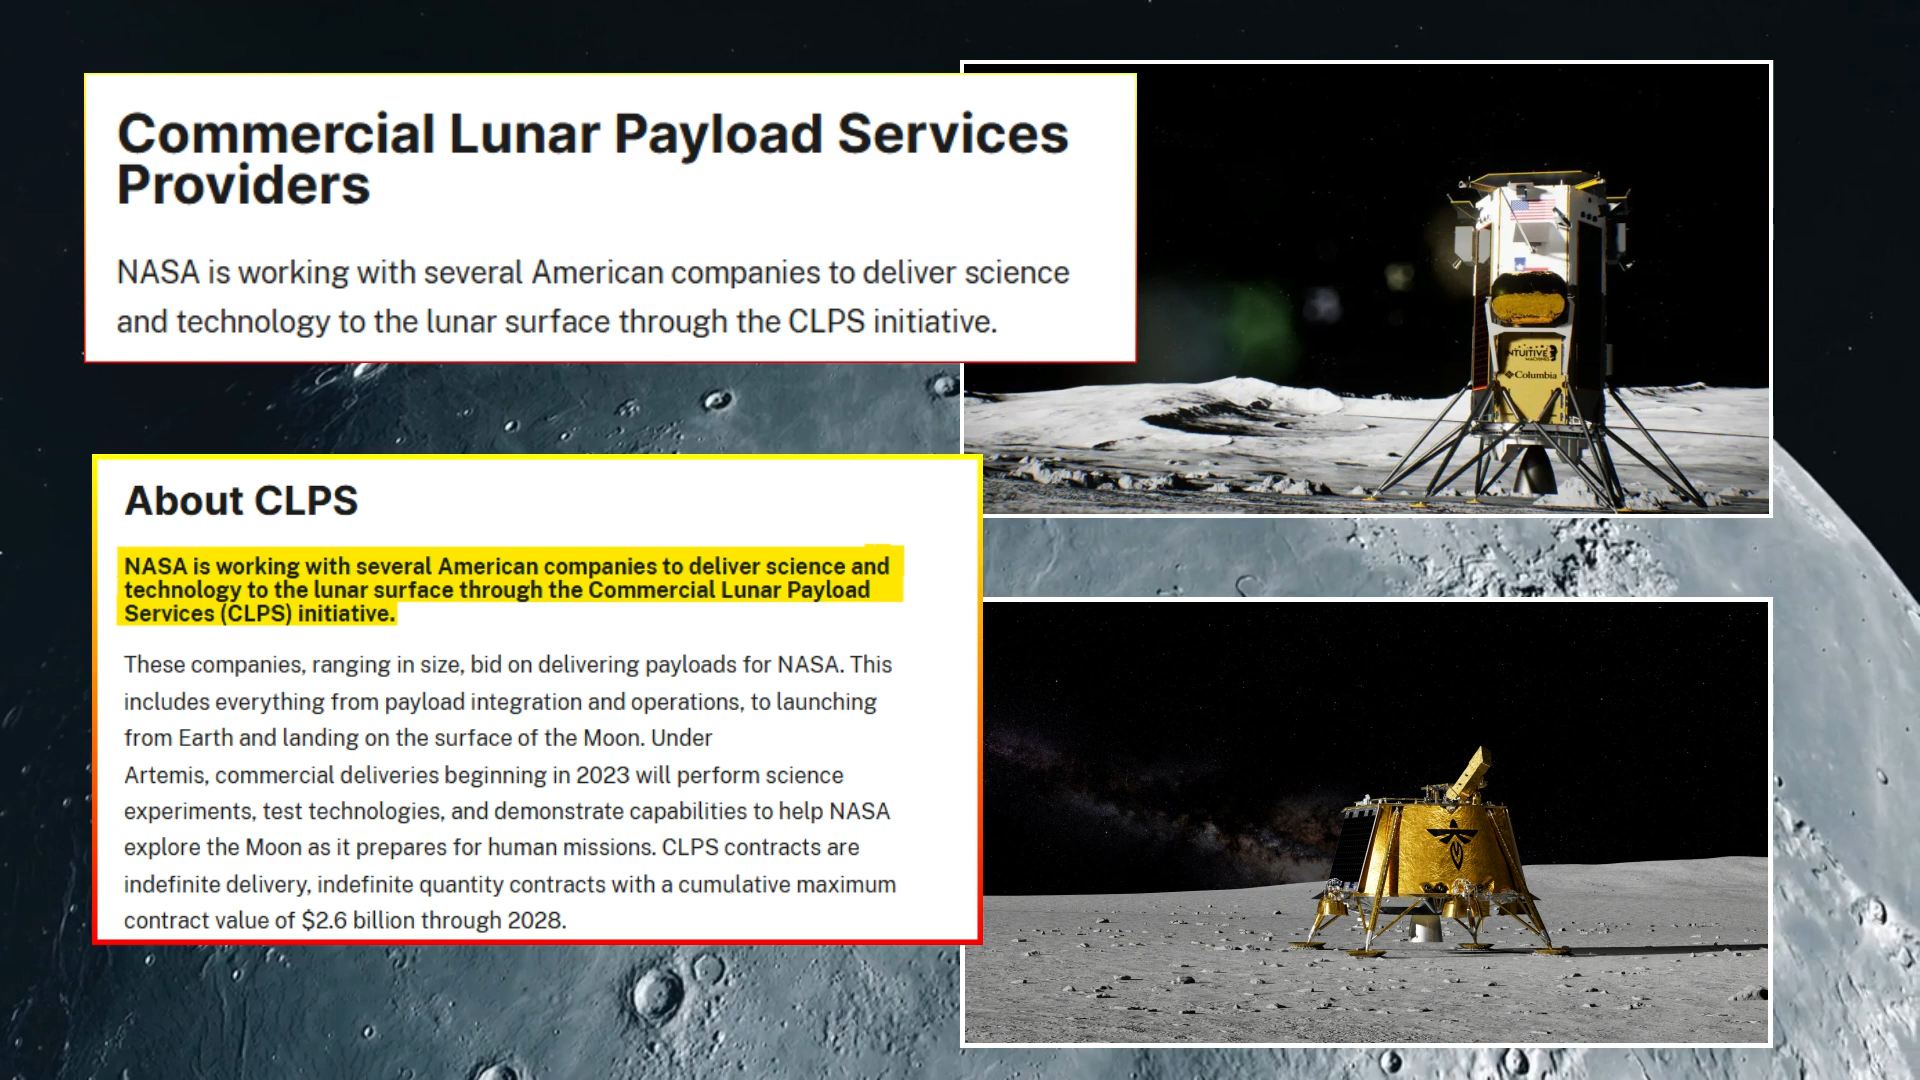 Commercial Lunar Payload Services
Providers
NASA is working with several American companies to deliver science
and technology to the lunar surface through the CLPS initiative.
INTUITIVE
MACHINES
Columbia
About CLPS
NASA is working with several American companies to deliver science and
technology to the lunar surface through the Commercial Lunar Payload
Services (CLPS) initiative.
These companies, ranging in size, bid on delivering payloads for NASA. This
includes everything from payload integration and operations, to launching
from Earth and landing on the surface of the Moon. Under
Artemis, commercial deliveries beginning in 2023 will perform science
experiments, test technologies, and demonstrate capabilities to help NASA
explore the Moon as it prepares for human missions. CLPS contracts are
indefinite delivery, indefinite quantity contracts with a cumulative maximum
contract value of $2.6 billion through 2028.